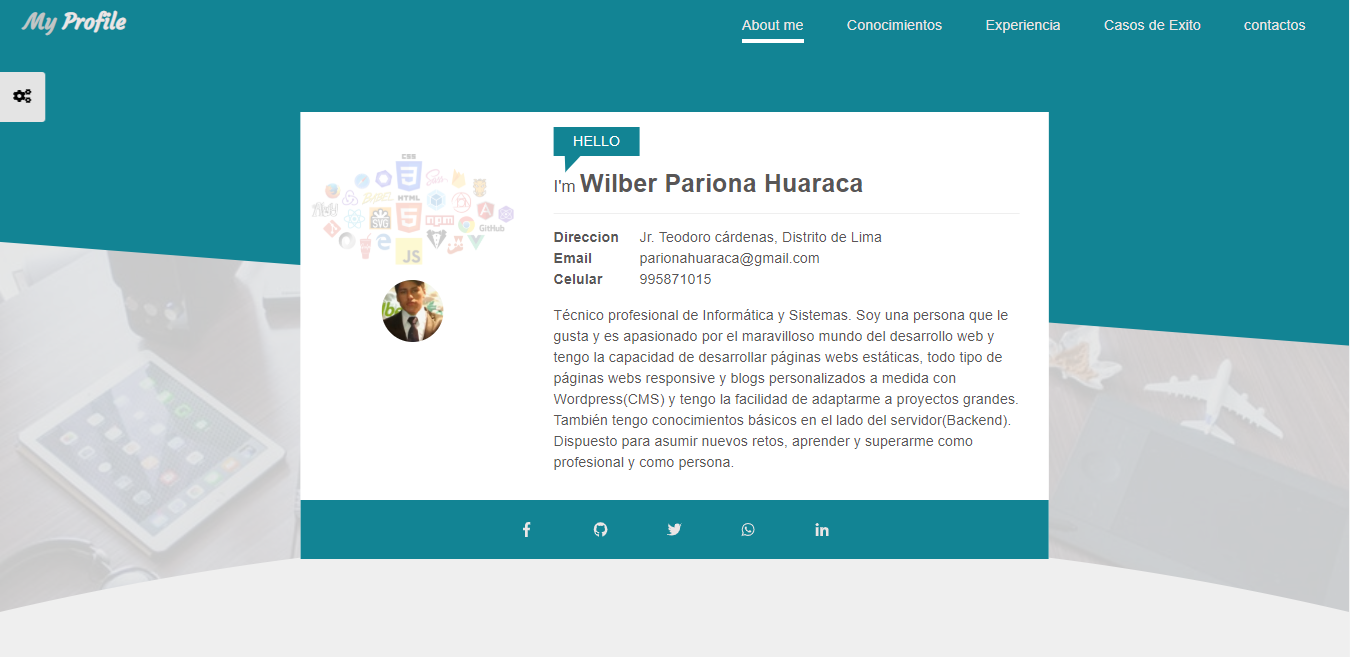 My Profile
About me Conocimientos Experiencia Casos de Exito contactos
HELLO
I'm Wilber Pariona Huaraca
CSS
HTML
SVG
npm
GitHub
JS
Direccion Jr. Teodoro cárdenas, Distrito de Lima
Email parionahuaraca@gmail.com
Celular 995871015
Técnico profesional de Informática y Sistemas. Soy una persona que le
gusta y es apasionado por el maravilloso mundo del desarrollo web y
tengo la capacidad de desarrollar páginas webs estáticas, todo tipo de
páginas webs responsive y blogs personalizados a medida con
Wordpress(CMS) y tengo la facilidad de adaptarme a proyectos grandes.
También tengo conocimientos básicos en el lado del servidor(Backend).
Dispuesto para asumir nuevos retos, aprender y superarme como
profesional y como persona.